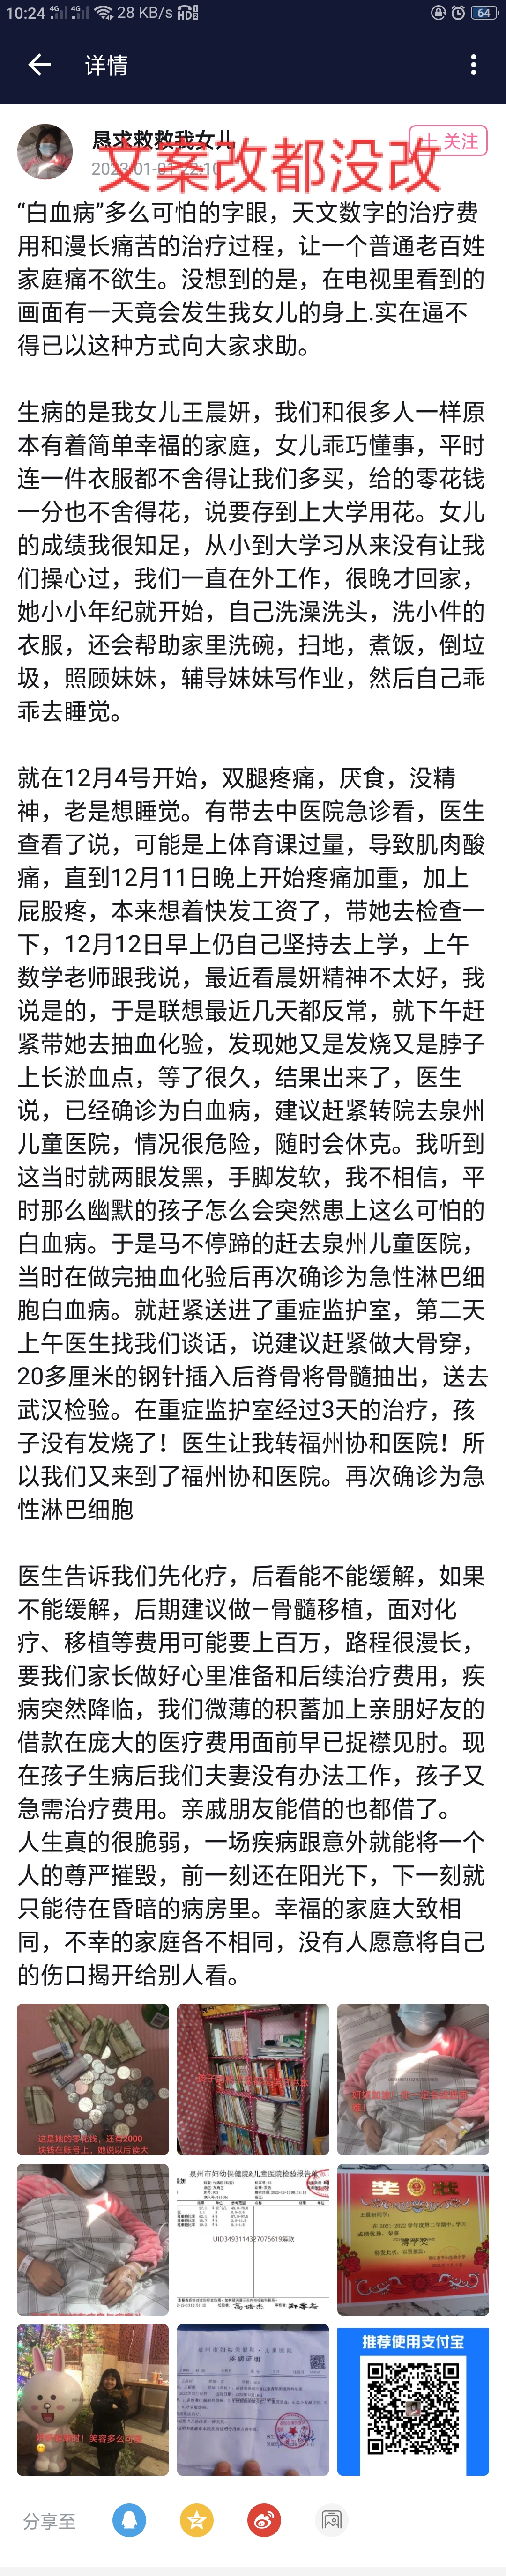 10:24 4G 4G 28 KB/s HD 1 2 64
详情
恳求救救我女儿
2023-01-01 22:10
+ 关注
文案改都没改
“白血病”多么可怕的字眼，天文数字的治疗费
用和漫长痛苦的治疗过程，让一个普通老百姓
家庭痛不欲生。没想到的是，在电视里看到的
画面有一天竟会发生我女儿的身上.实在逼不
得已以这种方式向大家求助。
生病的是我女儿王晨妍，我们和很多人一样原
本有着简单幸福的家庭，女儿乖巧懂事，平时
连一件衣服都不舍得让我们多买，给的零花钱
一分也不舍得花，说要存到上大学用花。女儿
的成绩我很知足，从小到大学习从来没有让我
们操心过，我们一直在外工作，很晚才回家，
她小小年纪就开始，自己洗澡洗头，洗小件的
衣服，还会帮助家里洗碗，扫地，煮饭，倒垃
圾，照顾妹妹，辅导妹妹写作业，然后自己乖
乖去睡觉。
就在12月4号开始，双腿疼痛，厌食，没精
神，老是想睡觉。有带去中医院急诊看，医生
查看了说，可能是上体育课过量，导致肌肉酸
痛，直到12月11日晚上开始疼痛加重，加上
屁股疼，本来想着快发工资了，带她去检查一
下，12月12日早上仍自己坚持去上学，上午
数学老师跟我说，最近看晨妍精神不太好，我
说是的，于是联想最近几天都反常，就下午赶
紧带她去抽血化验，发现她又是发烧又是脖子
上长淤血点，等了很久，结果出来了，医生
说，已经确诊为白血病，建议赶紧转院去泉州
儿童医院，情况很危险，随时会休克。我听到
这当时就两眼发黑，手脚发软，我不相信，平
时那么幽默的孩子怎么会突然患上这么可怕的
白血病。于是马不停蹄的赶去泉州儿童医院，
当时在做完抽血化验后再次确诊为急性淋巴细
胞白血病。就赶紧送进了重症监护室，第二天
上午医生找我们谈话，说建议赶紧做大骨穿，
20多厘米的钢针插入后脊骨将骨髓抽出，送去
武汉检验。在重症监护室经过3天的治疗，孩
子没有发烧了！医生让我转福州协和医院！所
以我们又来到了福州协和医院。再次确诊为急
性淋巴细胞
医生告诉我们先化疗，后看能不能缓解，如果
不能缓解，后期建议做一骨髓移植，面对化
疗、移植等费用可能要上百万，路程很漫长，
要我们家长做好心里准备和后续治疗费用，疾
病突然降临，我们微薄的积蓄加上亲朋好友的
借款在庞大的医疗费用面前早已捉襟见肘。现
在孩子生病后我们夫妻没有办法工作，孩子又
急需治疗费用。亲戚朋友能借的也都借了。
人生真的很脆弱，一场疾病跟意外就能将一个
人的尊严摧毁，前一刻还在阳光下，下一刻就
只能待在昏暗的病房里。幸福的家庭大致相
同，不幸的家庭各不相同，没有人愿意将自己
的伤口揭开给别人看。
这是她的零花钱，还有2000
块钱在账号上，她说以后读大
泉州市妇幼保健院&儿童医院检验报告单
UID3493114327075619筹款
奖 状
博学奖
泉州市妇幼保健院·儿童医院
疾病证明
笑容多么可
推荐使用支付宝
分享至